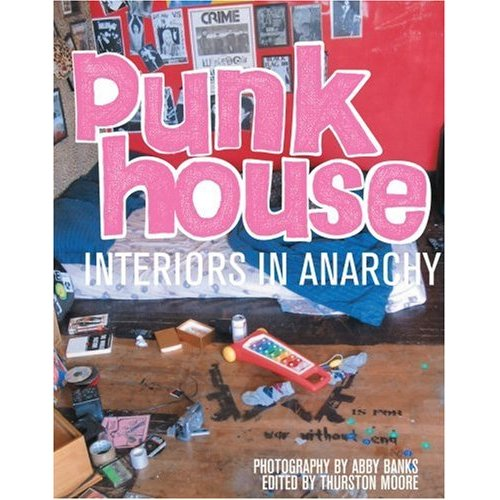 CRIME
Punk
house
INTERIORS IN ANARCHY
IS FOR
war without end
PHOTOGRAPHY BY ABBY BANKS
EDITED BY THURSTON MOORE